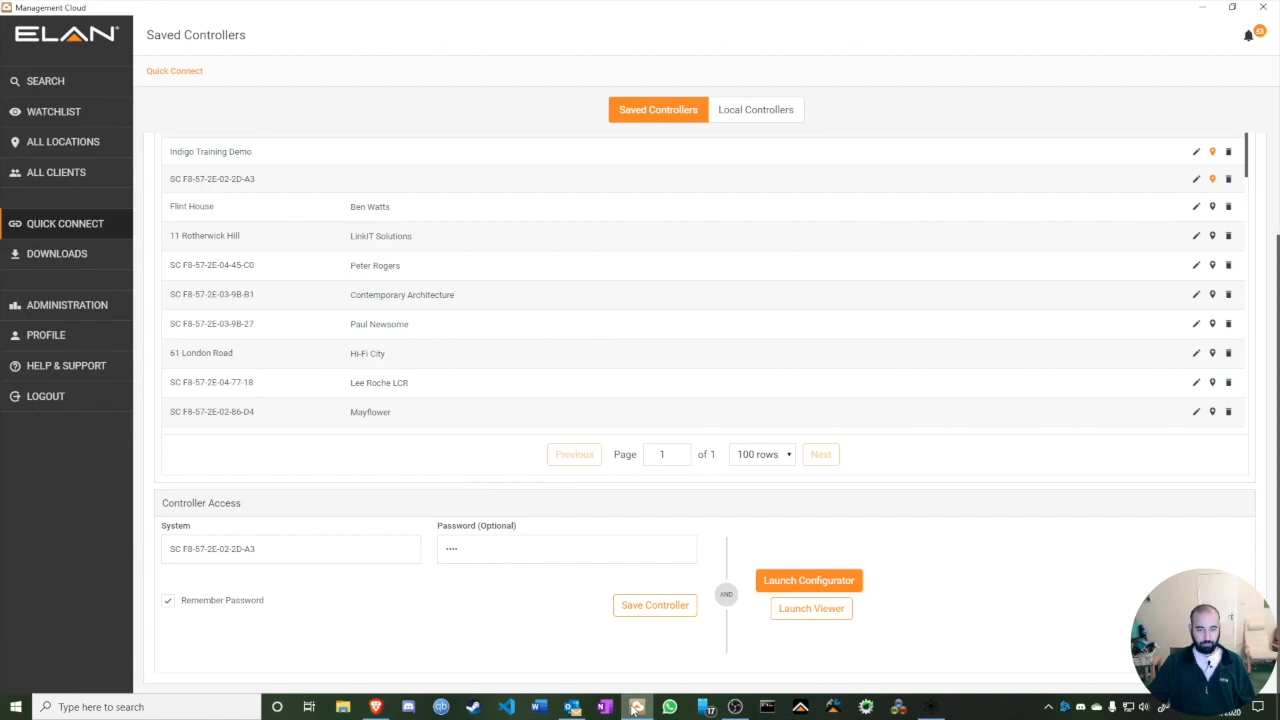 Management Cloud
ELAN
Saved Controllers
53
SEARCH
WATCHLIST
ALL LOCATIONS
ALL CLIENTS
QUICK CONNECT
DOWNLOADS
ADMINISTRATION
PROFILE
HELP & SUPPORT
LOGOUT
Quick Connect
Saved Controllers Local Controllers
Indigo Training Demo
SC F8-57-2E-02-2D-A3
Flint House Ben Watts
11 Rotherwick Hill LinkIT Solutions
SC F8-57-2E-04-45-C0 Peter Rogers
SC F8-57-2E-03-9B-B1 Contemporary Architecture
SC F8-57-2E-03-9B-27 Paul Newsome
61 London Road Hi-Fi City
SC F8-57-2E-04-77-18 Lee Roche LCR
SC F8-57-2E-02-86-D4 Mayflower
Previous Page 1 of 1 100 rows Next
Controller Access
System Password (Optional)
SC F8-57-2E-02-2D-A3 ····
AND
Launch Configurator
Launch Viewer
Remember Password
Save Controller
Type here to search
17